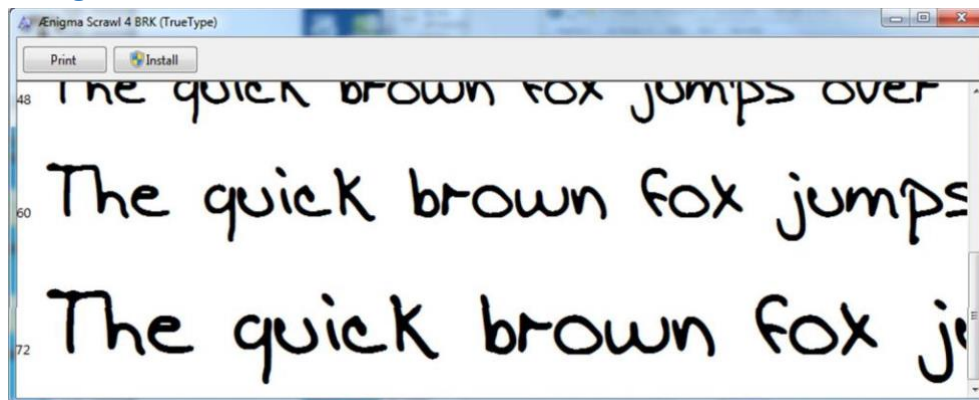 Ænigma Scrawl 4 BRK (TrueType)
Print Install
48 The quick brown fox jumps over
60 The quick brown fox jumps
72 The quick brown fox